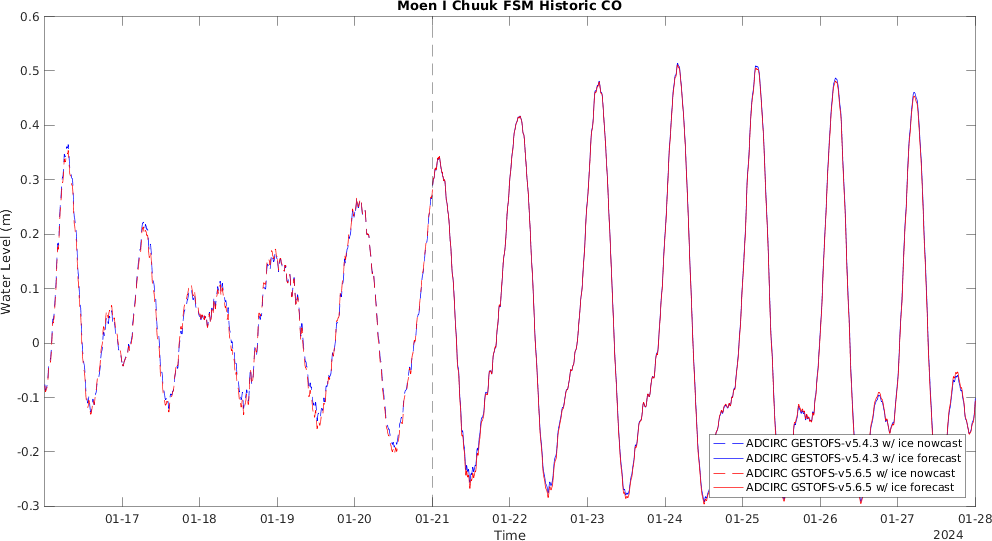 Moen I Chuuk FSM Historic CO
Water Level (m)
0.6
0.5
0.4
0.3
0.2
0.1
0
-0.1
-0.2
-0.3
ADCIRC GESTOFS-v5.4.3 w/ ice nowcast
ADCIRC GESTOFS-v5.4.3 w/ ice forecast
ADCIRC GSTOFS-v5.6.5 w/ ice nowcast
ADCIRC GSTOFS-v5.6.5 w/ ice forecast
01-17 01-18 01-19 01-20 01-21 01-22 01-23 01-24 01-25 01-26 01-27 01-28
Time 2024